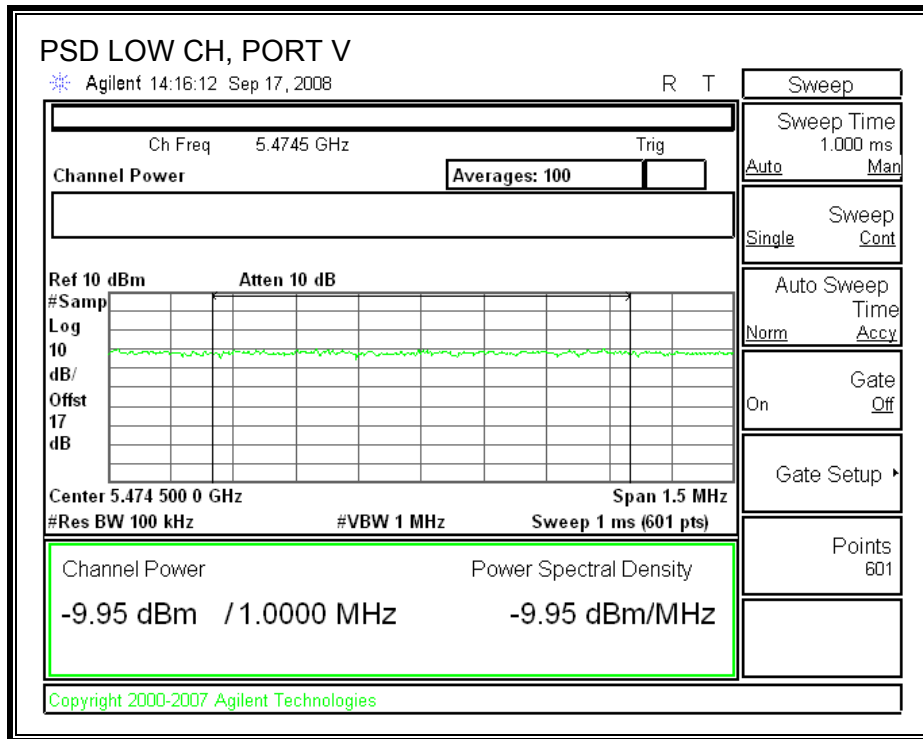 PSD LOW CH, PORT V
Agilent 14:16:12 Sep 17, 2008 R T
Ch Freq 5.4745 GHz Trig
Channel Power Averages: 100
Ref 10 dBm Atten 10 dB
#Samp
Log
10
dB/
Offst
17
dB
Center 5.474 500 0 GHz Span 1.5 MHz
#Res BW 100 kHz #VBW 1 MHz Sweep 1 ms (601 pts)
Channel Power Power Spectral Density
-9.95 dBm /1.0000 MHz -9.95 dBm/MHz
Copyright 2000-2007 Agilent Technologies
Sweep
Sweep Time
1.000 ms
Auto Man
Sweep
Single Cont
Auto Sweep
Time
Norm Accy
Gate
On Off
Gate Setup
Points
601